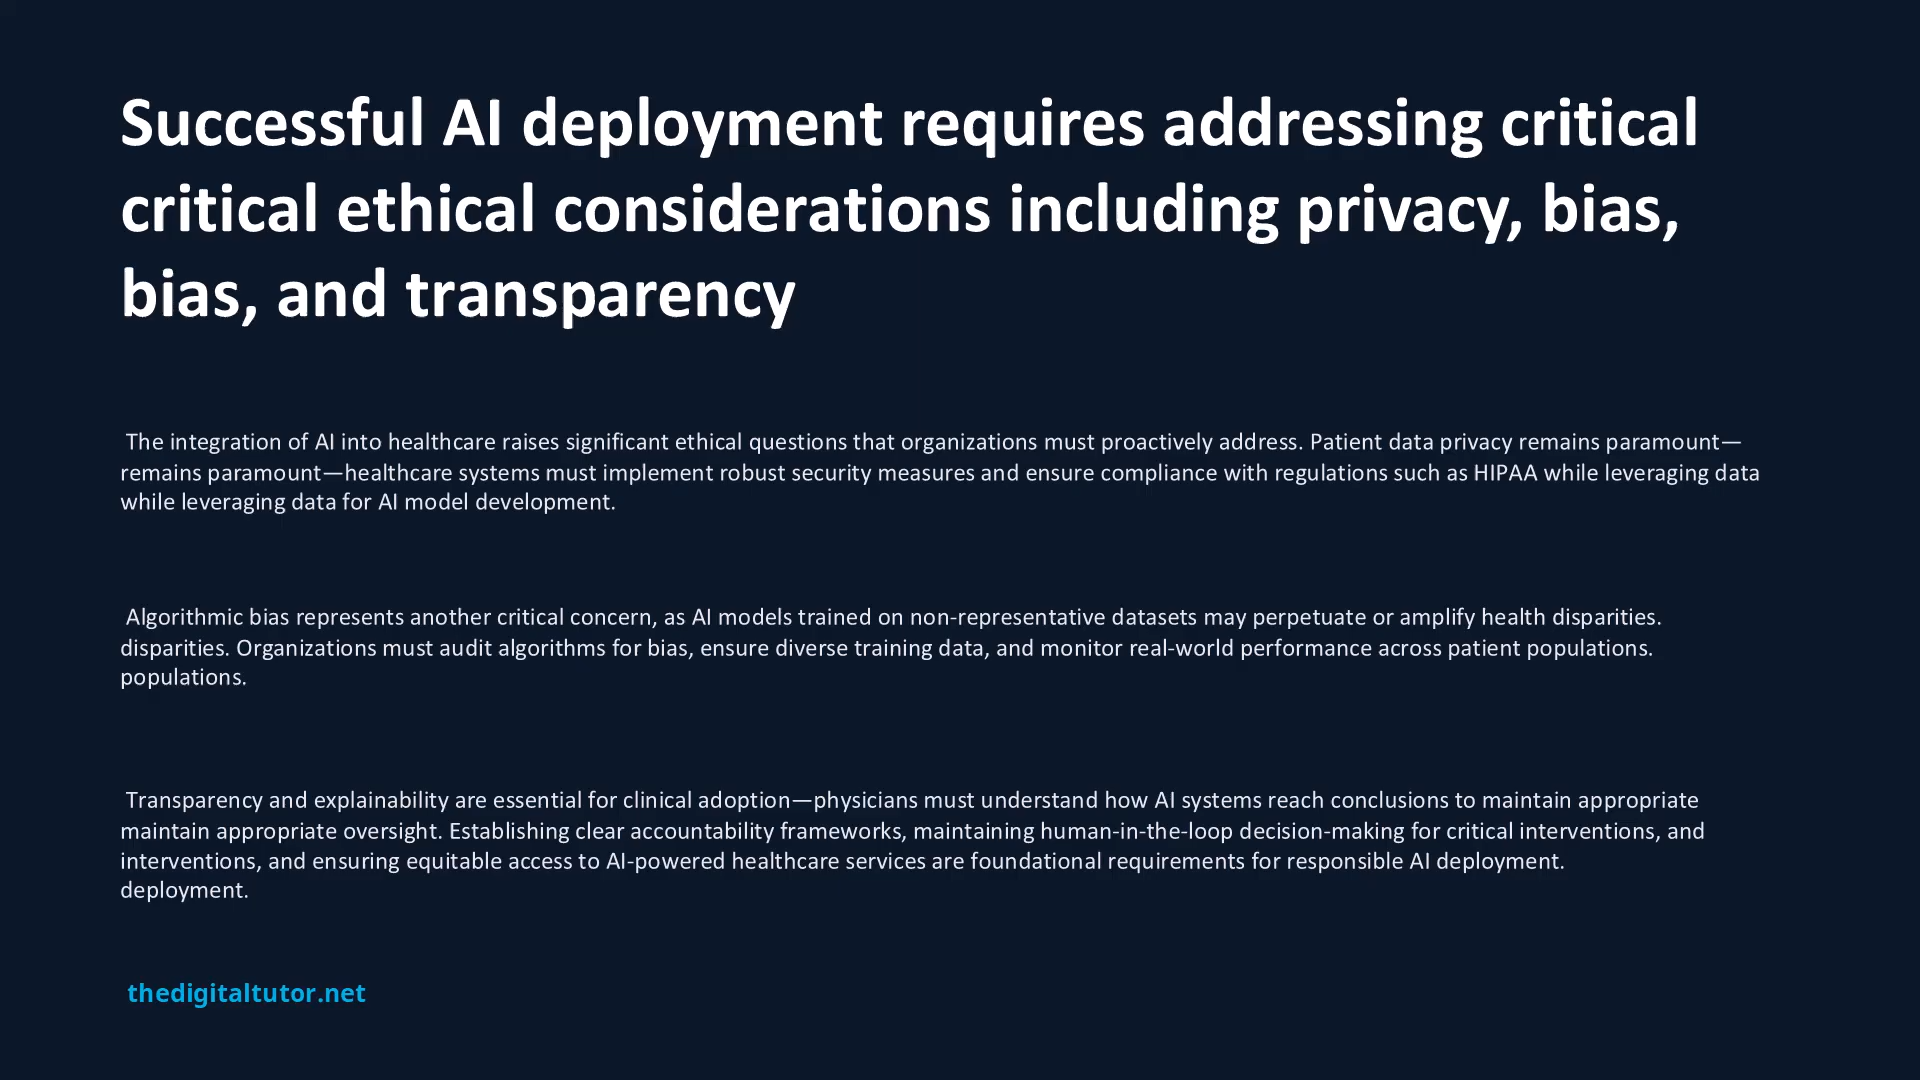 Successful AI deployment requires addressing critical
critical ethical considerations including privacy, bias,
bias, and transparency
The integration of AI into healthcare raises significant ethical questions that organizations must proactively address. Patient data privacy remains paramount—
remains paramount—healthcare systems must implement robust security measures and ensure compliance with regulations such as HIPAA while leveraging data
while leveraging data for AI model development.
Algorithmic bias represents another critical concern, as AI models trained on non-representative datasets may perpetuate or amplify health disparities.
disparities. Organizations must audit algorithms for bias, ensure diverse training data, and monitor real-world performance across patient populations.
populations.
Transparency and explainability are essential for clinical adoption—physicians must understand how AI systems reach conclusions to maintain appropriate
maintain appropriate oversight. Establishing clear accountability frameworks, maintaining human-in-the-loop decision-making for critical interventions, and
interventions, and ensuring equitable access to AI-powered healthcare services are foundational requirements for responsible AI deployment.
deployment.
thedigitaltutor.net